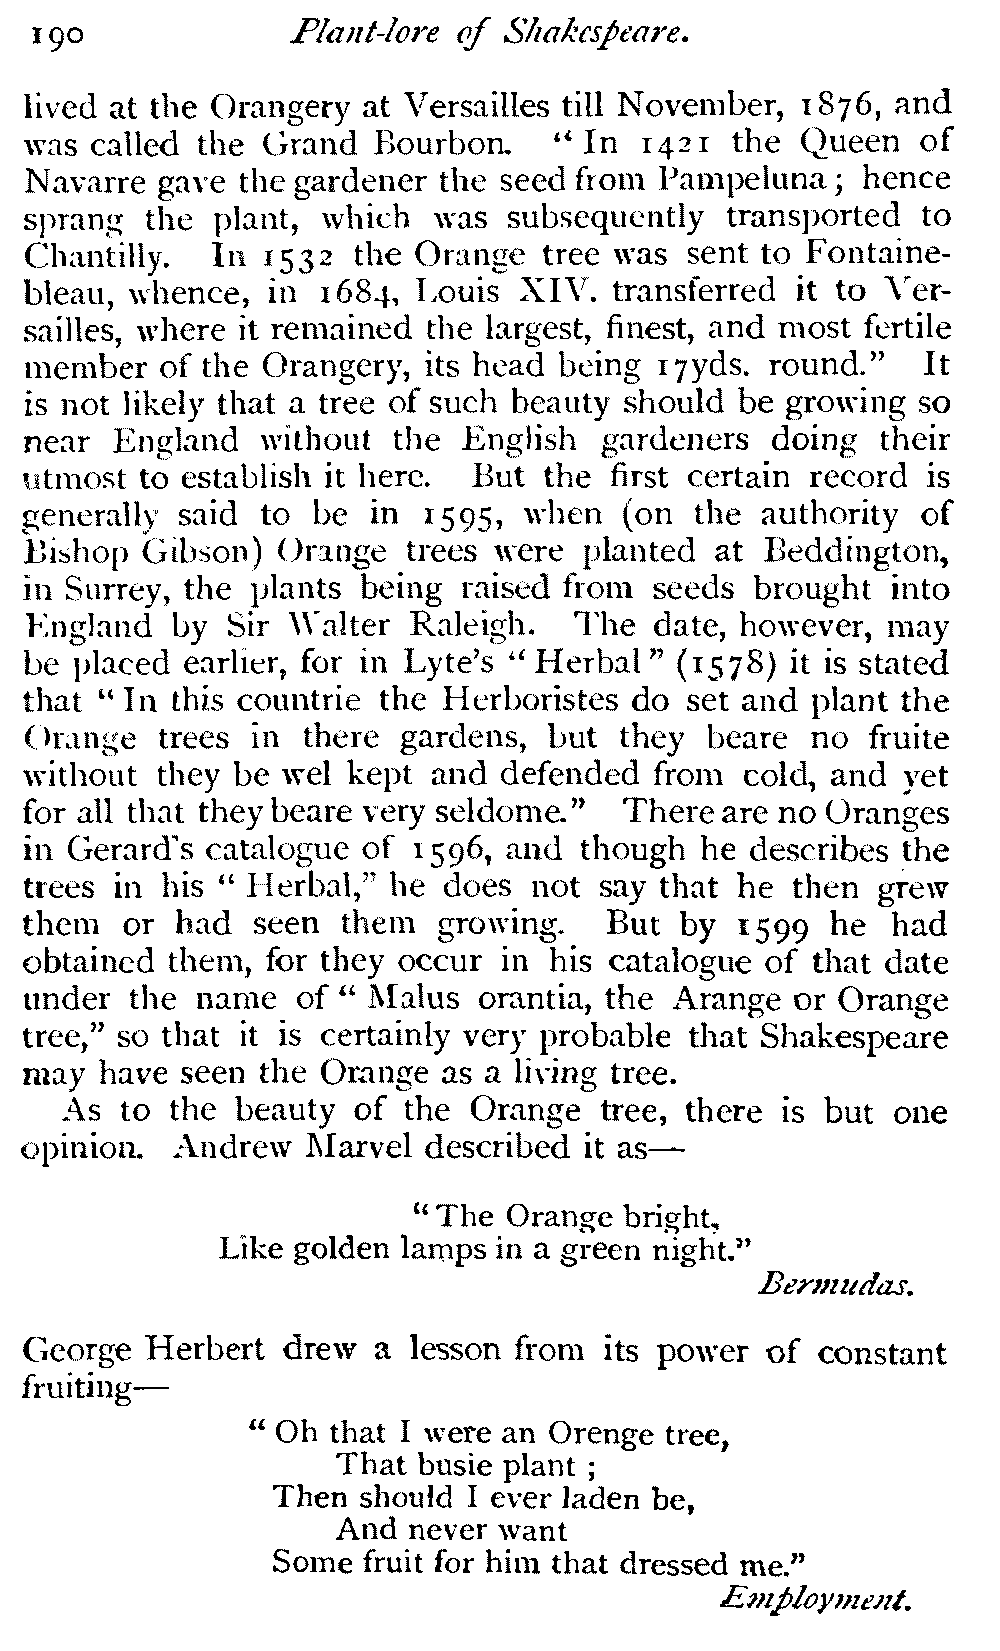 190 Plant-lore of Shakespeare.
lived at the Orangery at Versailles till November, 1876, and
was called the Grand Bourbon. "In 1421 the Queen of
Navarre gave the gardener the seed from Pampeluna; hence
sprang the plant, which was subsequently transported to
Chantilly. In 1532 the Orange tree was sent to Fontaine-
bleau, whence, in 1684, Louis XIV. transferred it to Ver-
sailles, where it remained the largest, finest, and most fertile
member of the Orangery, its head being 17yds. round." It
is not likely that a tree of such beauty should be growing so
near England without the English gardeners doing their
utmost to establish it here. But the first certain record is
generally said to be in 1595, when (on the authority of
Bishop Gibson) Orange trees were planted at Beddington,
in Surrey, the plants being raised from seeds brought into
England by Sir Walter Raleigh. The date, however, may
be placed earlier, for in Lyte's "Herbal" (1578) it is stated
that "In this countrie the Herboristes do set and plant the
Orange trees in there gardens, but they beare no fruite
without they be wel kept and defended from cold, and yet
for all that they beare very seldome." There are no Oranges
in Gerard's catalogue of 1596, and though he describes the
trees in his "Herbal," he does not say that he then grew
them or had seen them growing. But by 1599 he had
obtained them, for they occur in his catalogue of that date
under the name of "Malus orantia, the Arange or Orange
tree," so that it is certainly very probable that Shakespeare
may have seen the Orange as a living tree.
As to the beauty of the Orange tree, there is but one
opinion. Andrew Marvel described it as—
"The Orange bright,
Like golden lamps in a green night."
Bermudas.
George Herbert drew a lesson from its power of constant
fruiting—
"Oh that I were an Orenge tree,
That busie plant;
Then should I ever laden be,
And never want
Some fruit for him that dressed me."
Employment.